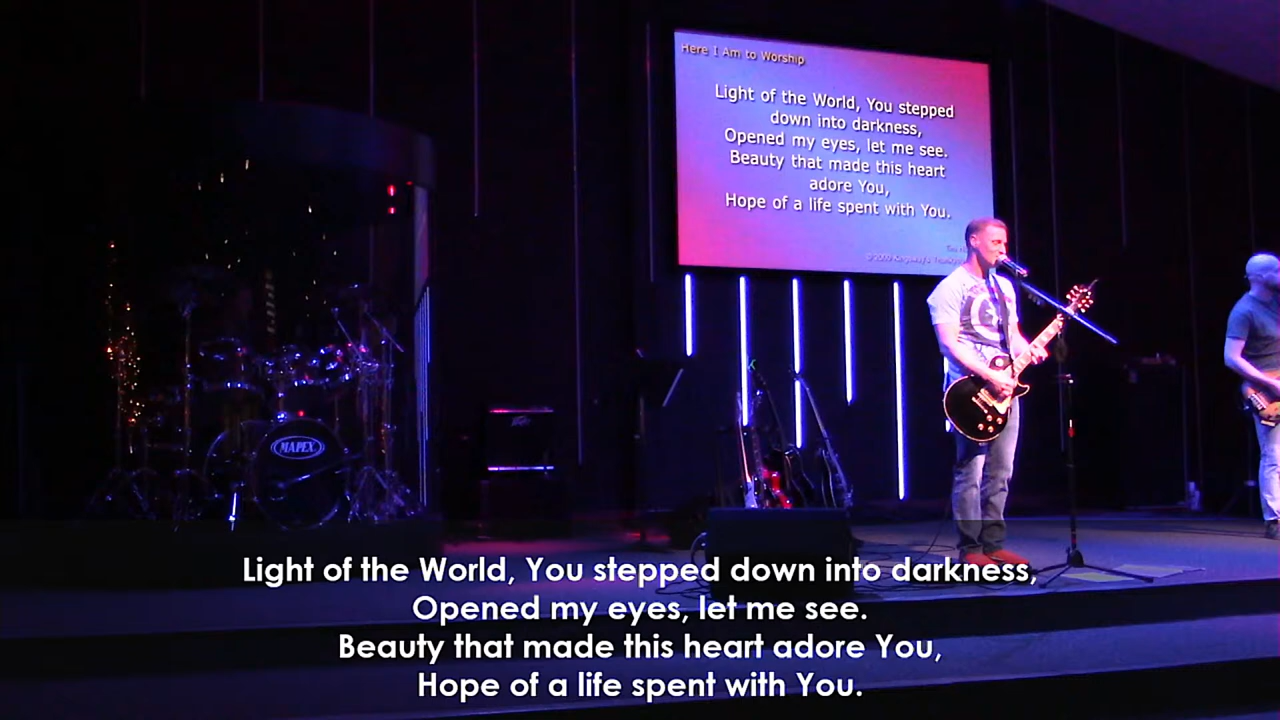 Here I Am to Worship
Light of the World, You stepped
down into darkness,
Opened my eyes, let me see.
Beauty that made this heart
adore You,
Hope of a life spent with You.
MAPEX
Light of the World, You stepped down into darkness,
Opened my eyes, let me see.
Beauty that made this heart adore You,
Hope of a life spent with You.